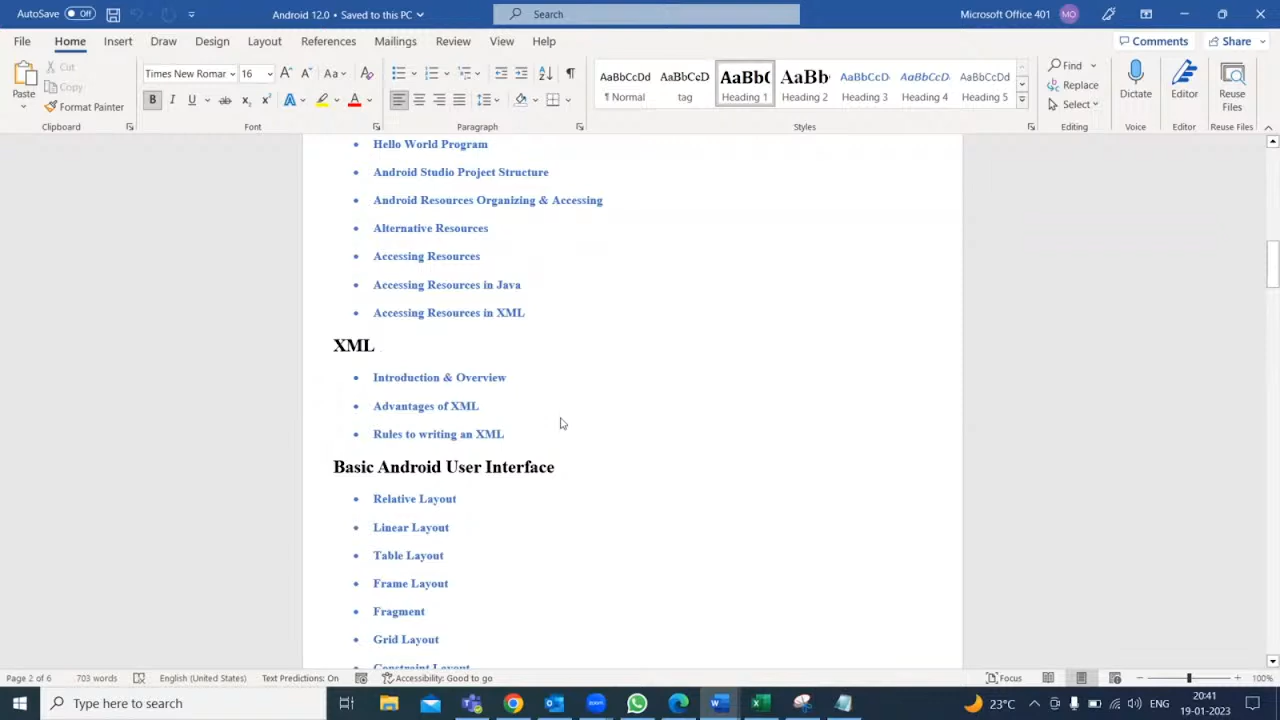 AutoSave Off
Android 12.0 • Saved to this PC
Search
Microsoft Office 401 MO
File Home Insert Draw Design Layout References Mailings Review View Help
Comments Share
Paste
Cut
Copy
Format Painter
Clipboard
Times New Romar 16
Font
Paragraph
AaBbCcDd AaBbCcD AaBb( AaBb AaBbCcD AaBbCcD AaBbCcDd
¶ Normal tag Heading 1 Heading 2 Heading 3 Heading 4 Heading 5
Styles
Find
Replace
Select
Editing
Dictate
Voice
Editor
Editor
Reuse
Files
Reuse Files
• Hello World Program
• Android Studio Project Structure
• Android Resources Organizing & Accessing
• Alternative Resources
• Accessing Resources
• Accessing Resources in Java
• Accessing Resources in XML
XML
• Introduction & Overview
• Advantages of XML
• Rules to writing an XML
Basic Android User Interface
• Relative Layout
• Linear Layout
• Table Layout
• Frame Layout
• Fragment
• Grid Layout
• Constraint Layout
Page 2 of 6 703 words English (United States) Text Predictions: On Accessibility: Good to go Focus 100%
Type here to search
23°C
ENG
20:41
19-01-2023